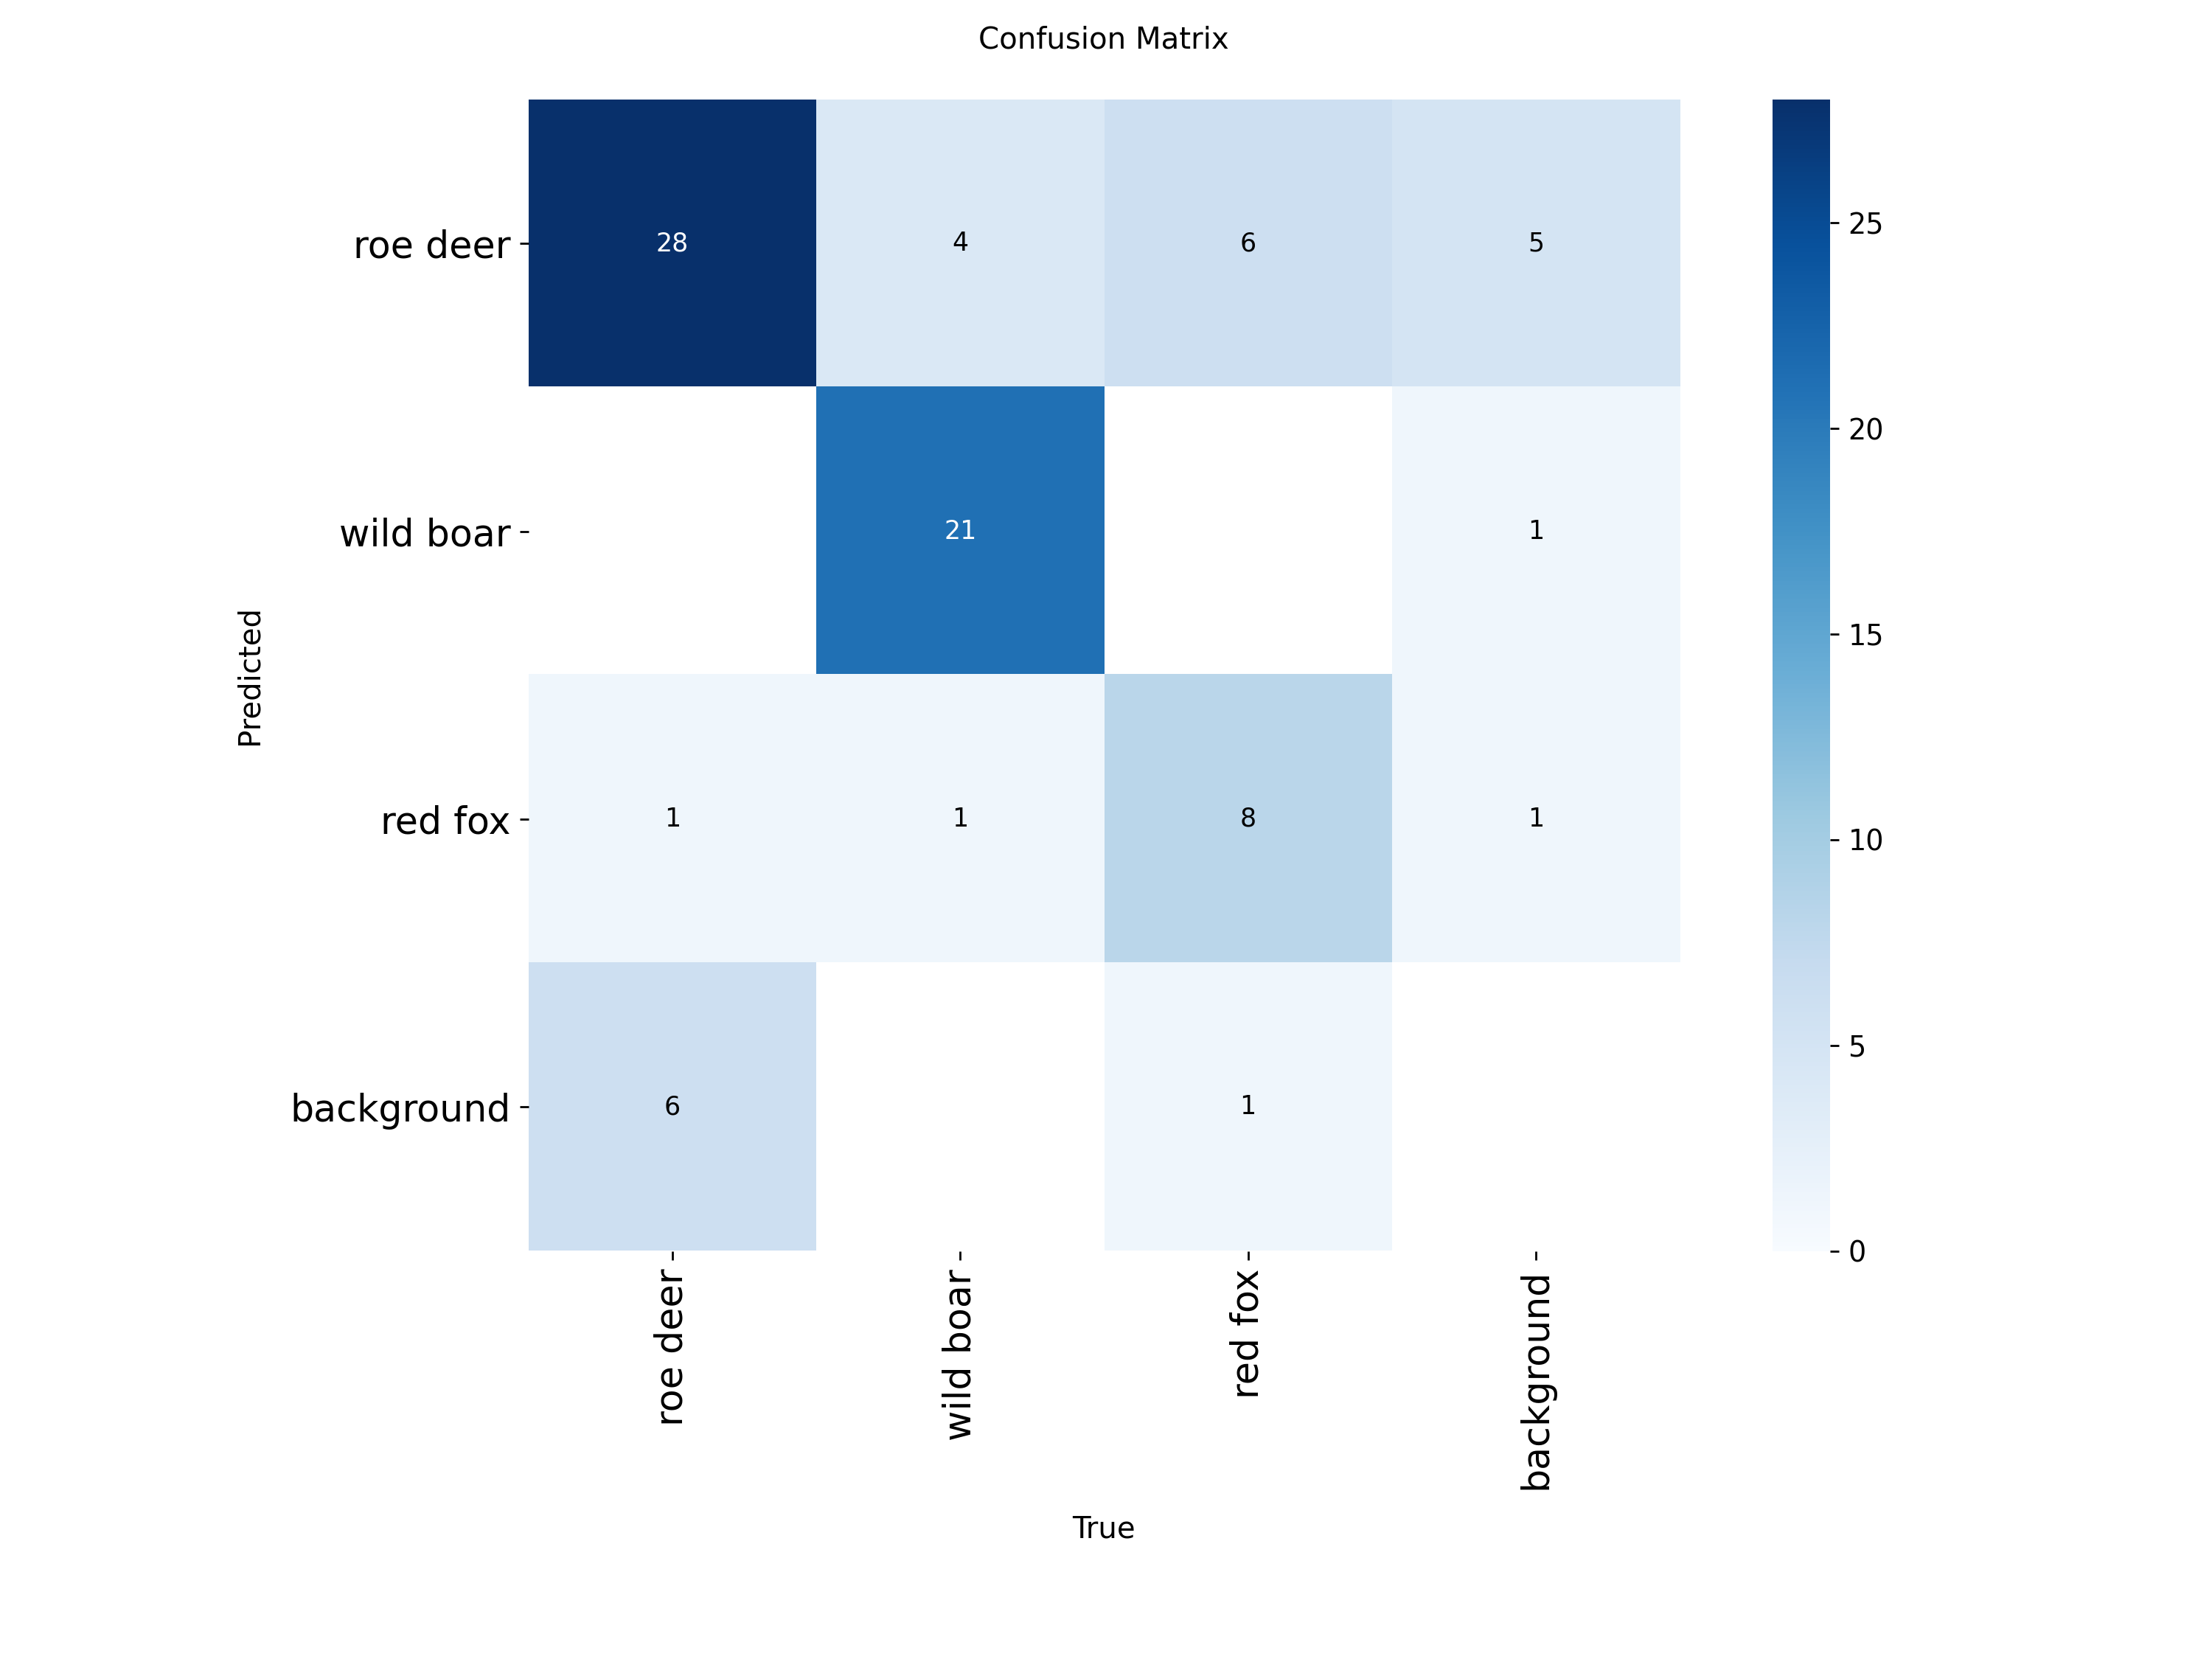 Confusion Matrix
roe deer
28 4 6 5
wild boar
21 1
red fox
1 1 8 1
background
6 1
Predicted
roe deer
wild boar
red fox
background
True
25
20
15
10
5
0